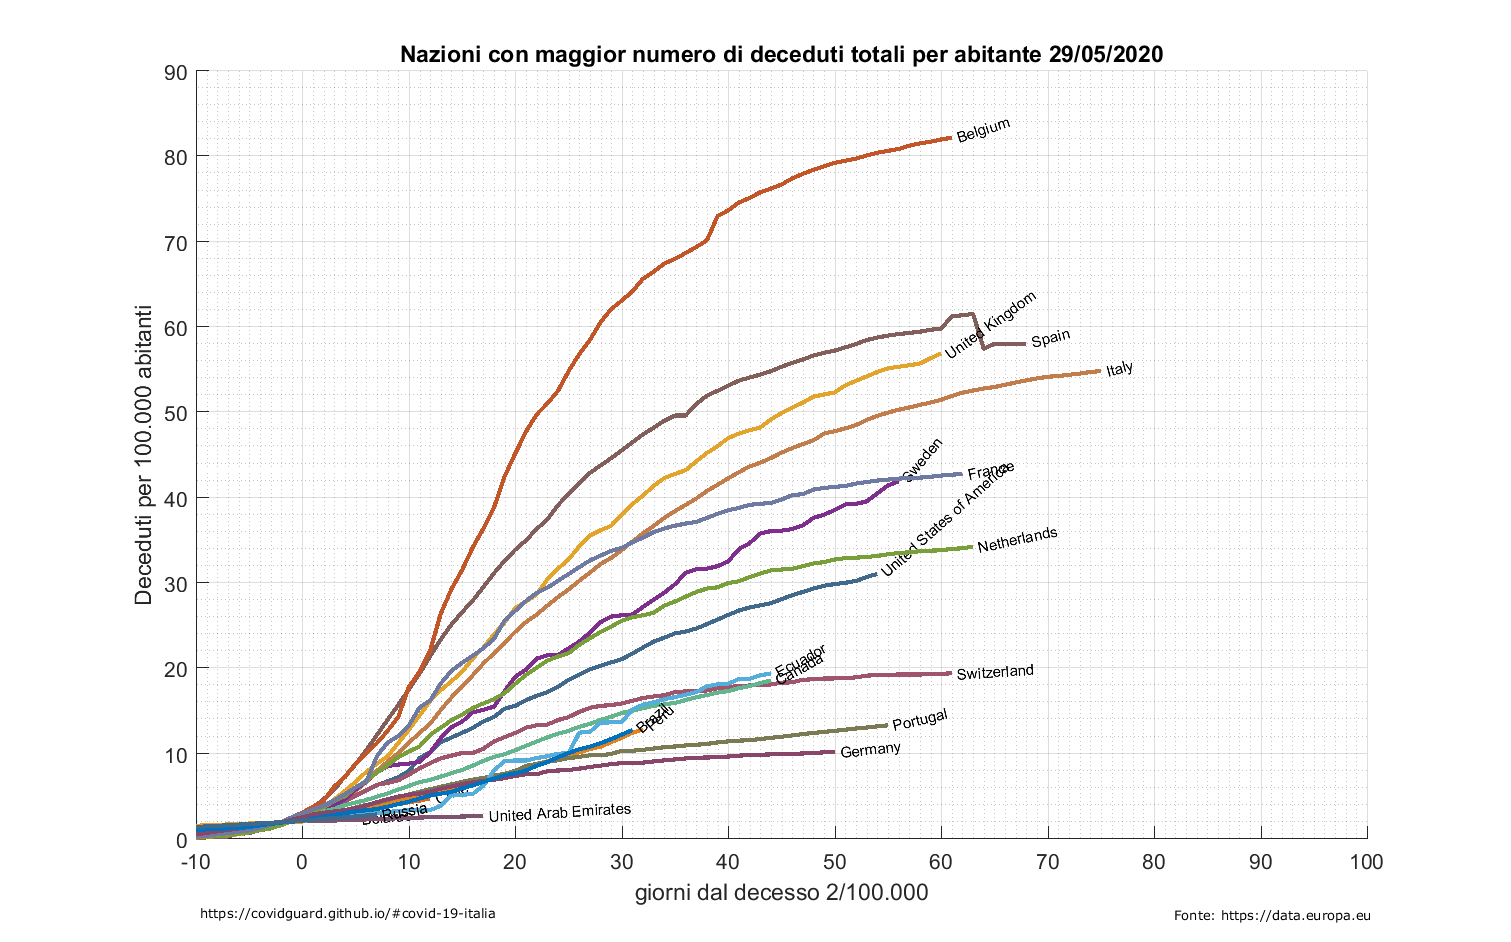 Nazioni con maggior numero di deceduti totali per abitante 29/05/2020
Deceduti per 100.000 abitanti
90
80
70
60
50
40
30
20
10
0
Belgium
United Kingdom
Spain
Italy
Sweden
France
United States of America
Netherlands
Ecuador
Canada
Switzerland
Brazil
Peru
Portugal
Germany
Russia
United Arab Emirates
-10 0 10 20 30 40 50 60 70 80 90 100
giorni dal decesso 2/100.000
https://covidguard.github.io/#covid-19-italia
Fonte: https://data.europa.eu